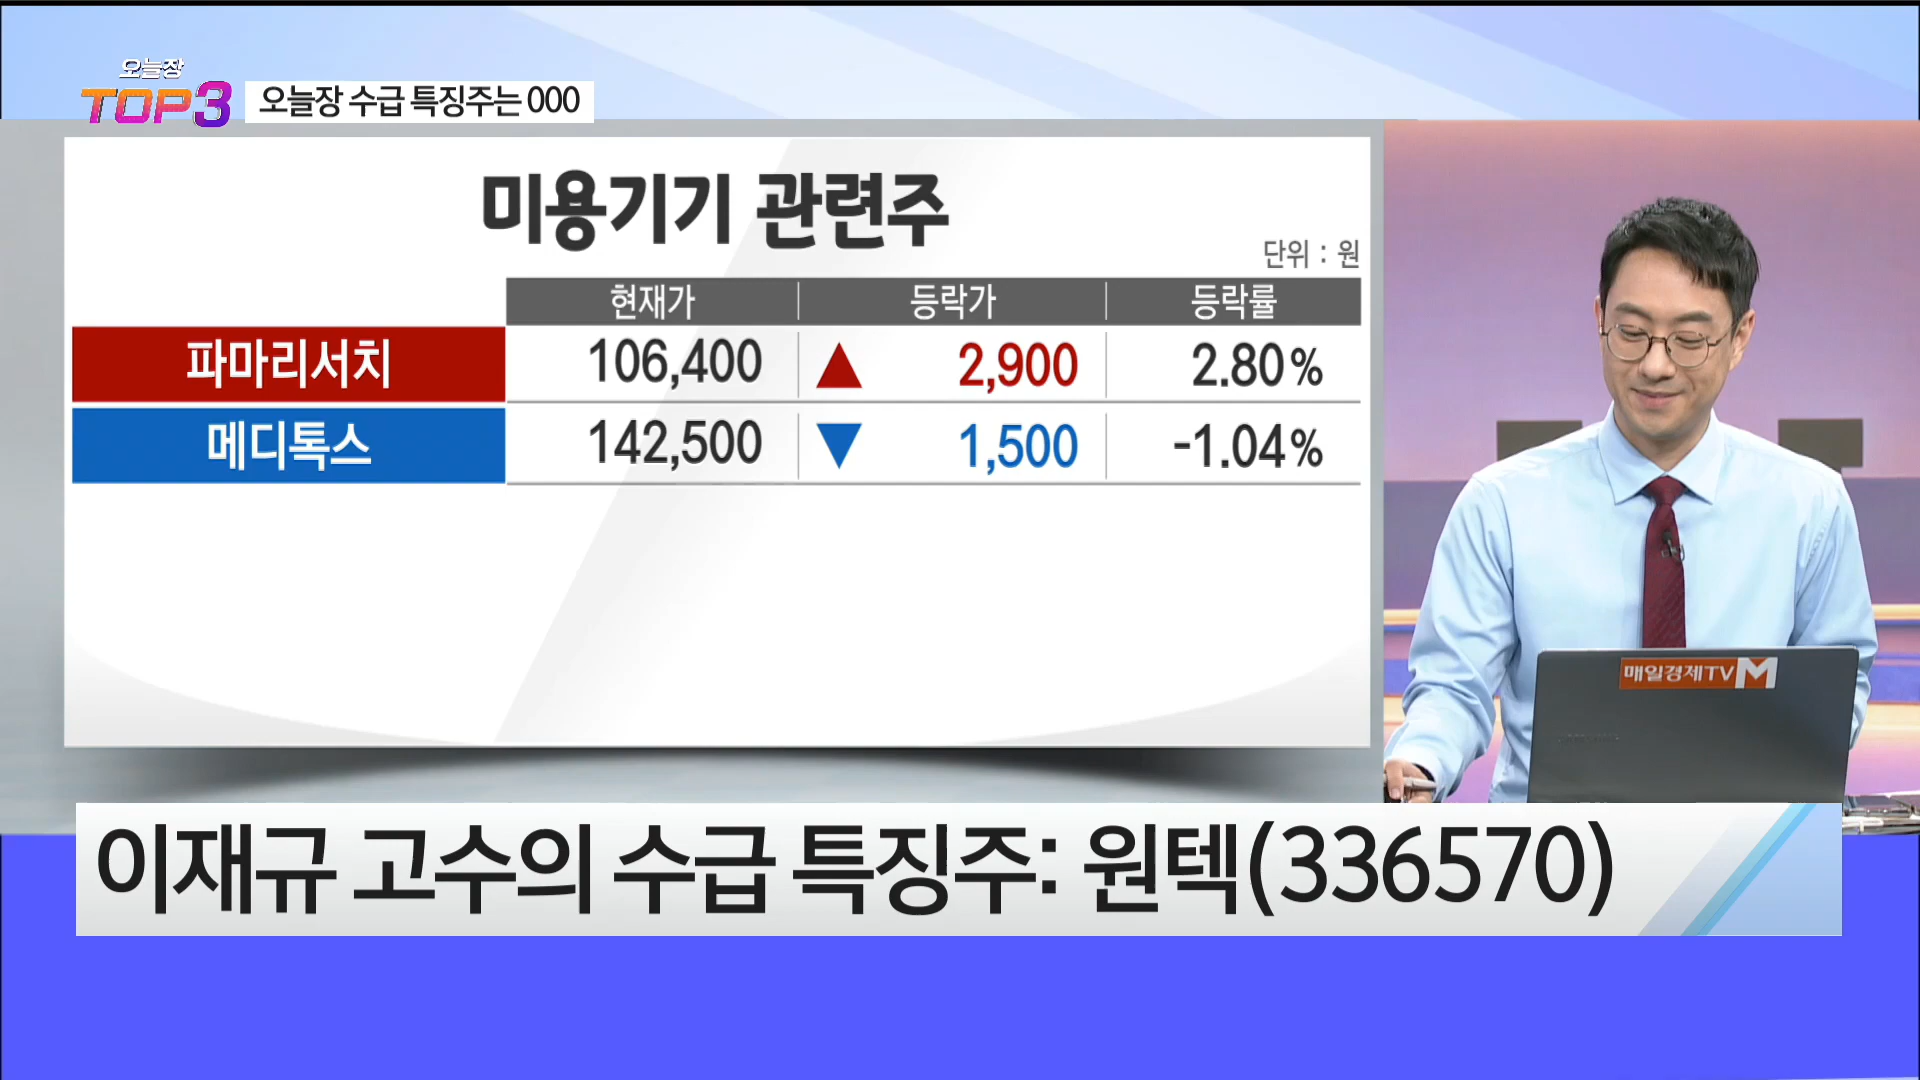 오늘장
TOP3
오늘장 수급 특징주는 000
미용기기 관련주
단위 : 원
현재가 등락가 등락률
파마리서치 106,400 ▲ 2,900 2.80%
메디톡스 142,500 ▼ 1,500 -1.04%
매일경제TV M
이재규 고수의 수급 특징주: 원텍(336570)